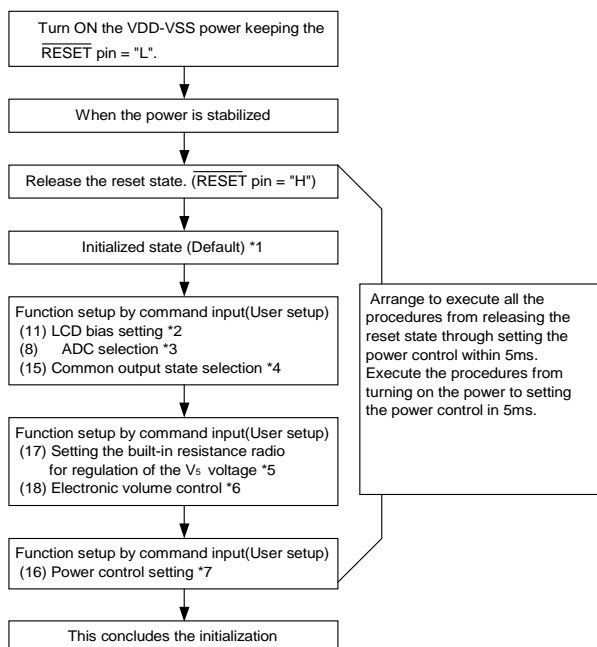 Turn ON the VDD-VSS power keeping the
RESET pin = "L".
When the power is stabilized
Release the reset state. (RESET pin = "H")
Initialized state (Default) *1
Function setup by command input(User setup)
(11) LCD bias setting *2
(8) ADC selection *3
(15) Common output state selection *4
Function setup by command input(User setup)
(17) Setting the built-in resistance radio
for regulation of the V5 voltage *5
(18) Electronic volume control *6
Function setup by command input(User setup)
(16) Power control setting *7
This concludes the initialization
Arrange to execute all the
procedures from releasing the
reset state through setting the
power control within 5ms.
Execute the procedures from
turning on the power to setting
the power control in 5ms.